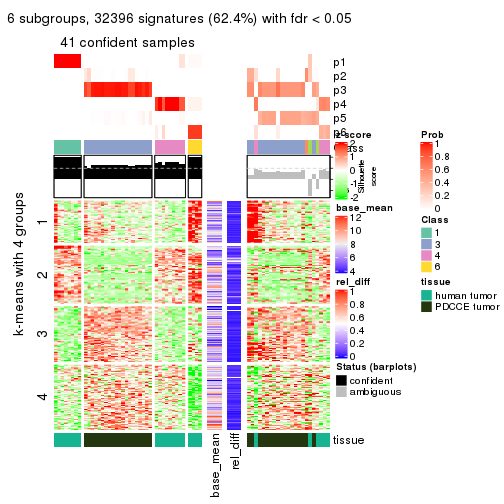 6 subgroups, 32396 signatures (62.4%) with fdr < 0.05
41 confident samples
p1
p2
p3
p4
p5
p6
z-score
2
1
0
-1
-2
Class
Silhouette
score
k-means with 4 groups
1
2
3
4
base_mean
12
10
8
6
4
rel_diff
1
0.8
0.6
0.4
0.2
0
Status (barplots)
confident
ambiguous
Prob
1
0.8
0.6
0.4
0.2
0
Class
1
3
4
6
tissue
human tumor
PDCCE tumor
tissue
base_mean
rel_diff